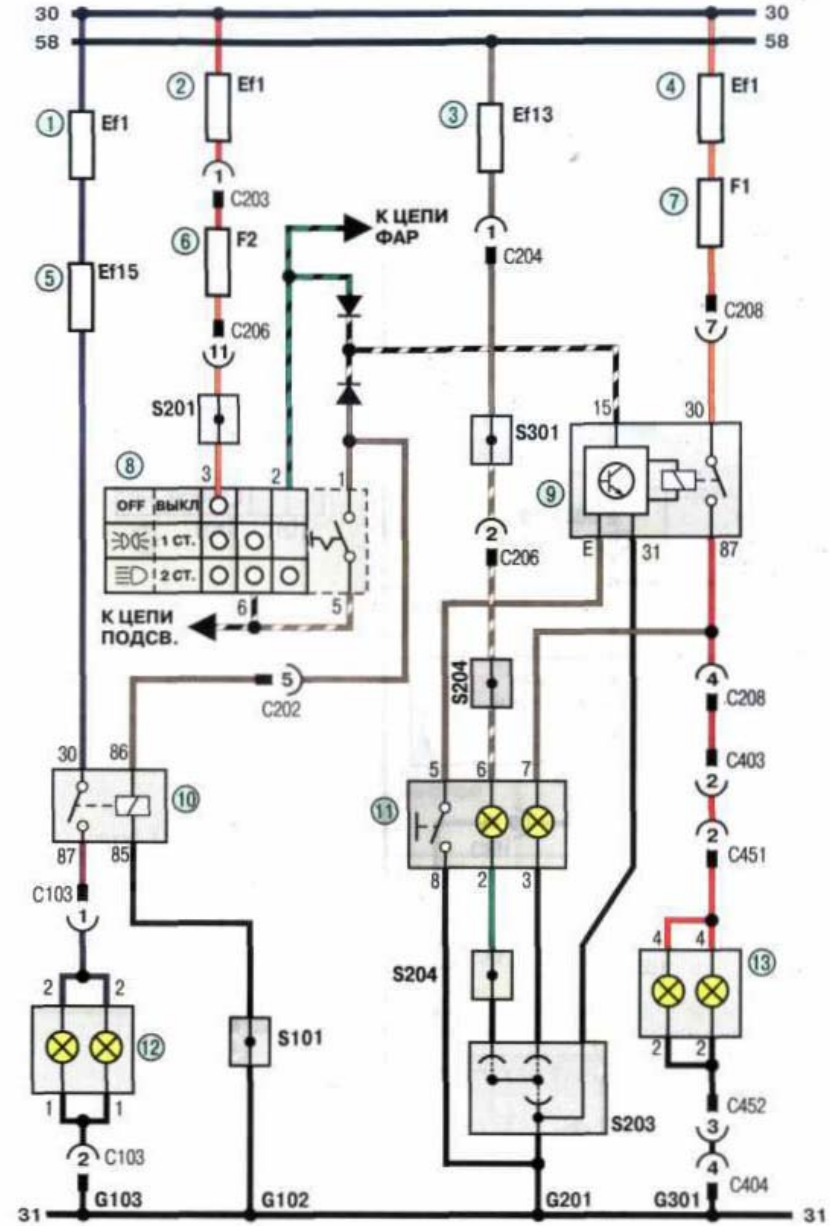 30 30
58 58
2 Ef1 4 Ef1
1 Ef1 3 Ef13
1
C203
7 F1
6 F2
К ЦЕПИ
ФАР
1
C204
5 Ef15
C208
7
C206
11
S201
15 30
S301
8
3 2 1
9
OFF ВЫКЛ
1 СТ.
2 СТ.
2
C206
E 31 87
6 5
К ЦЕПИ
ПОДСВ.
S204
5
C202
4
C208
C403
2
30 86
5 6 7
10
11
2
C451
87 85
8 2 3
C103
1
4 4
13
S204
2 2
12
S101
2 2
1 1
S203
C452
3
2 C103
4
C404
G103 G102 G201 G301
31 31